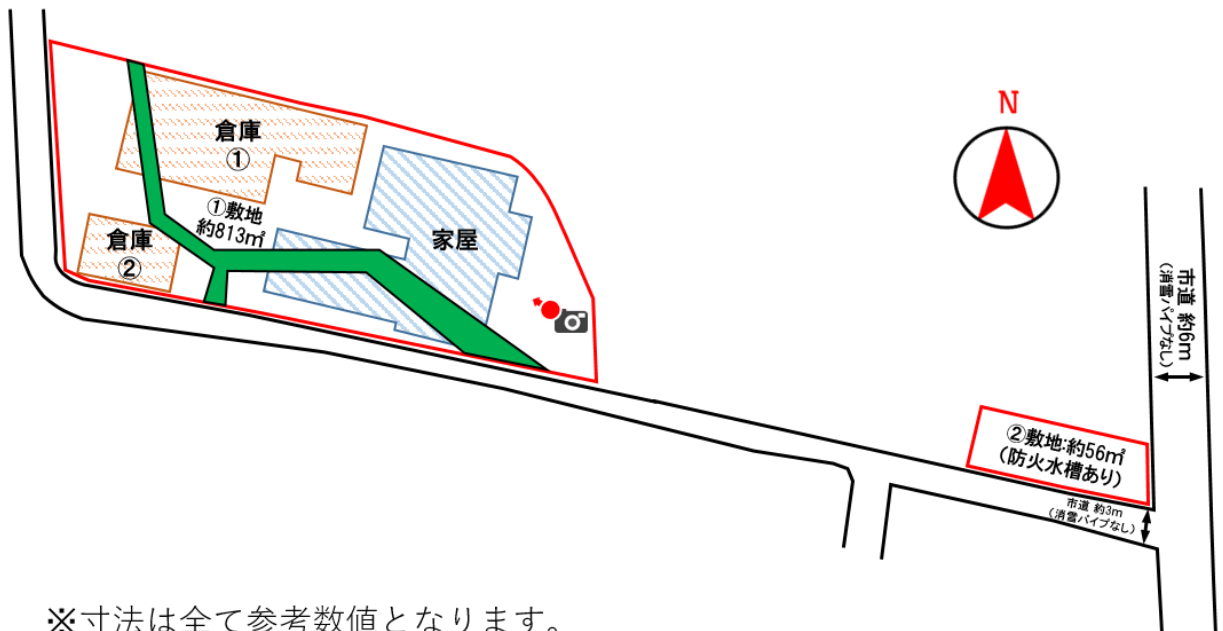 N
倉庫
①
①敷地
約813㎡
倉庫
②
家屋
市道 約6m
(消雪パイプなし)
②敷地:約56㎡
(防火水槽あり)
市道 約3m
(消雪パイプなし)
※寸法は全て参考数値となります。